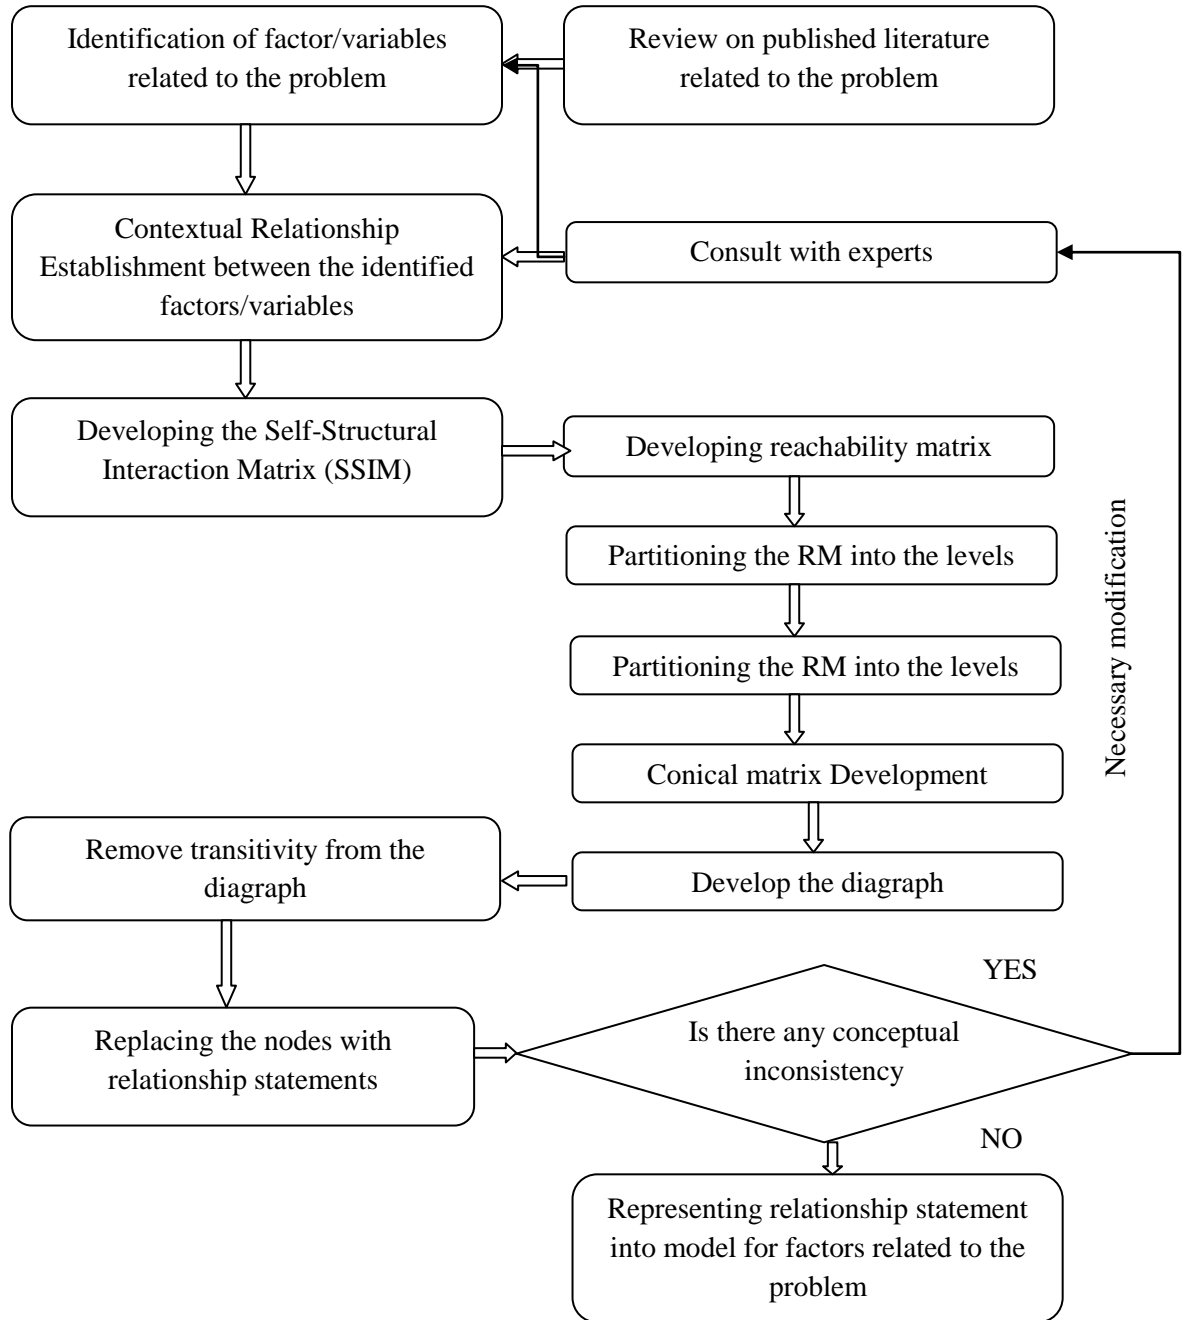 Identification of factor/variables
related to the problem
Review on published literature
related to the problem
Contextual Relationship
Establishment between the identified
factors/variables
Consult with experts
Developing the Self-Structural
Interaction Matrix (SSIM)
Developing reachability matrix
Partitioning the RM into the levels
Partitioning the RM into the levels
Necessary modification
Conical matrix Development
Remove transitivity from the
diagraph
Develop the diagraph
YES
Replacing the nodes with
relationship statements
Is there any conceptual
inconsistency
NO
Representing relationship statement
into model for factors related to the
problem